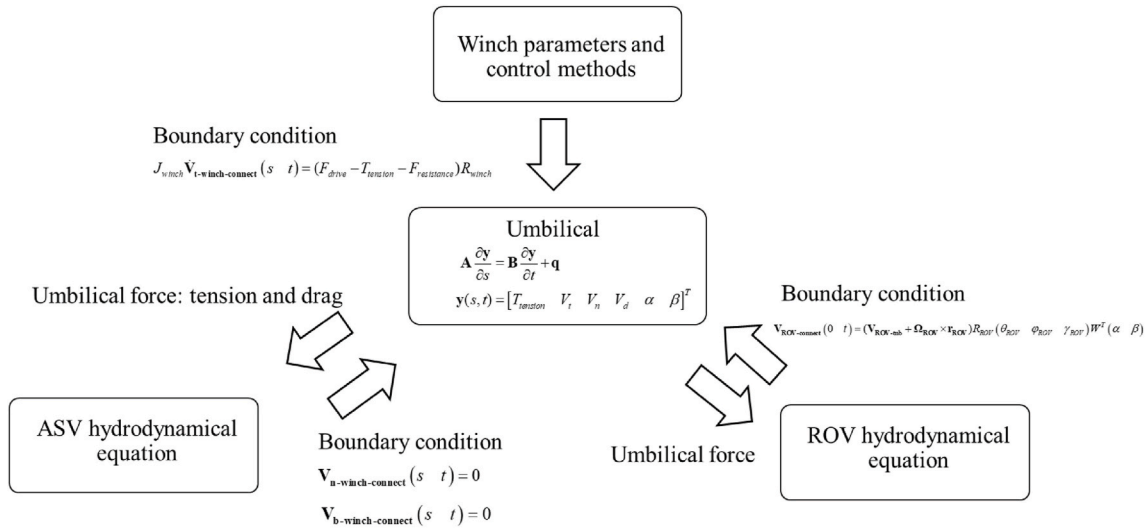 Winch parameters and
control methods
Boundary condition
J_winch V̇_t-winch-connect (s t) = (F_drive − T_tension − F_resistance) R_winch
Umbilical
A ∂y/∂s = B ∂y/∂t + q
y(s,t) = [T_tension V_t V_n V_d α β]^T
Umbilical force: tension and drag
Boundary condition
V_ROV-connect (0 t) = (V_ROV-mb + Ω_ROV × r_ROV) R_ROV (θ_ROV φ_ROV γ_ROV) W^T (α β)
ASV hydrodynamical
equation
Boundary condition
V_n-winch-connect (s t) = 0
V_b-winch-connect (s t) = 0
Umbilical force
ROV hydrodynamical
equation